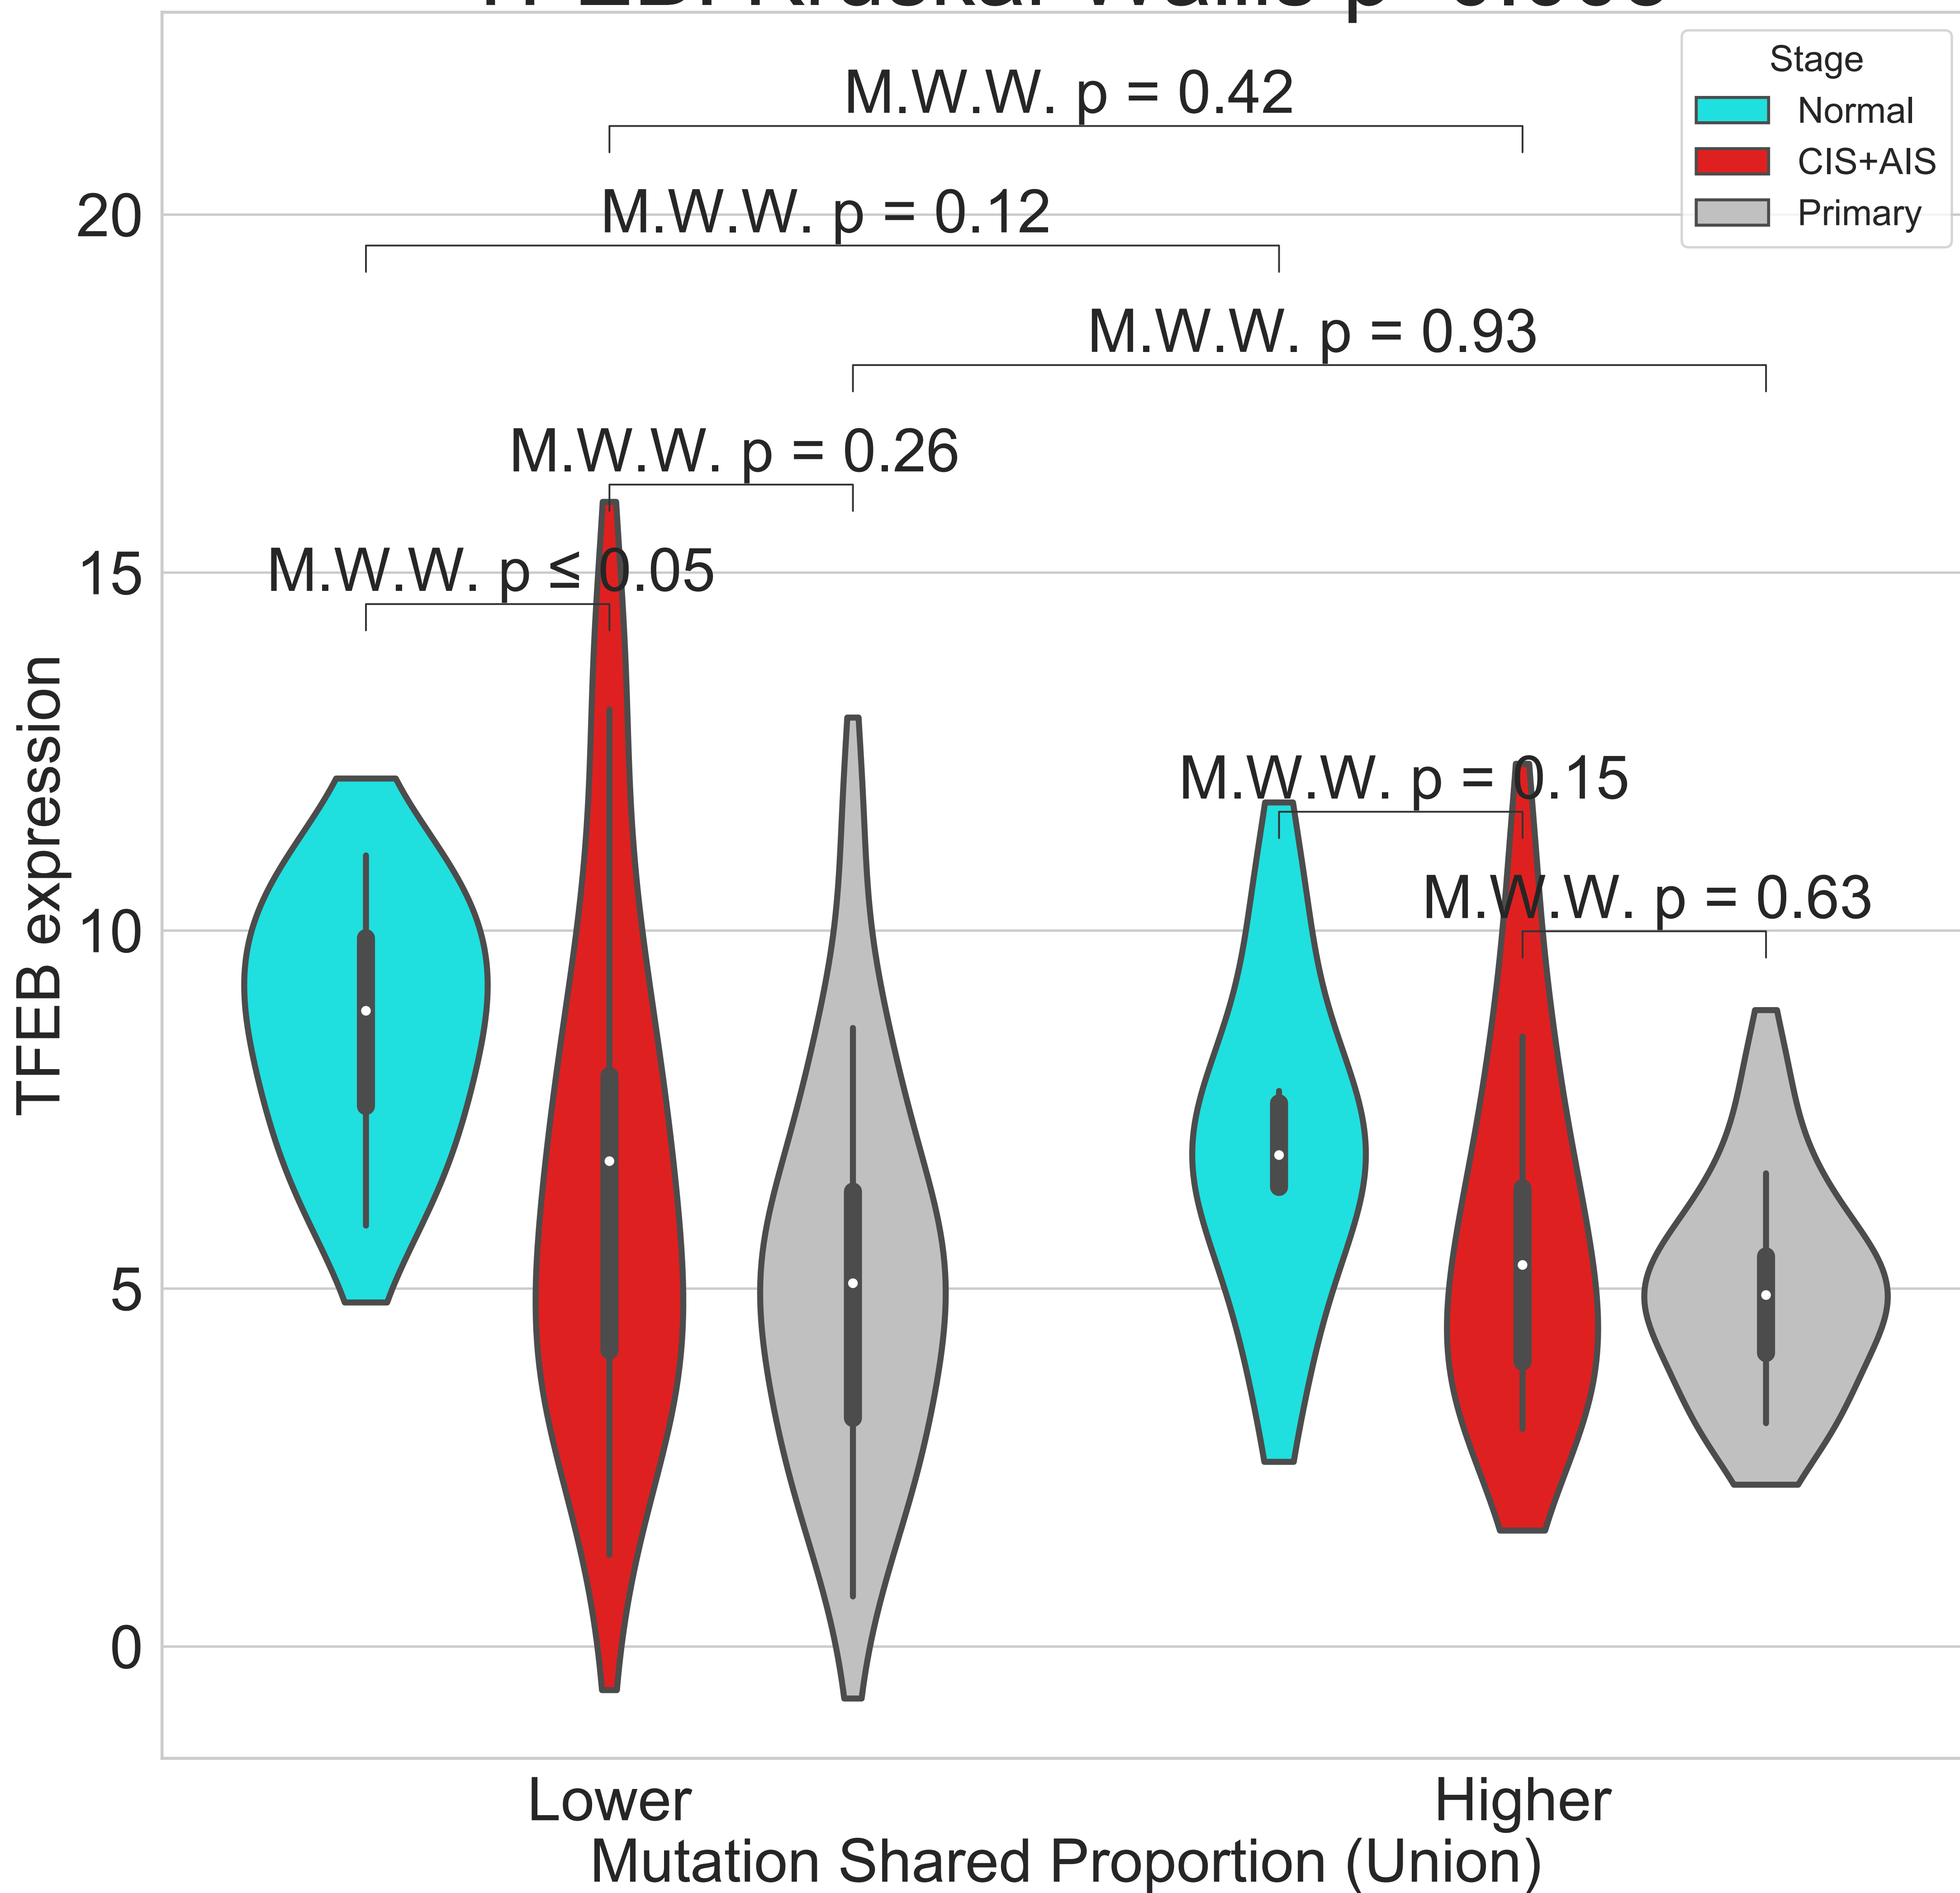 Stage
Normal
CIS+AIS
Primary
M.W.W. p = 0.42
M.W.W. p = 0.12
M.W.W. p = 0.93
M.W.W. p = 0.26
M.W.W. p ≤ 0.05
M.W.W. p = 0.15
M.W.W. p = 0.63
20
15
10
5
0
TFEB expression
Lower
Higher
Mutation Shared Proportion (Union)